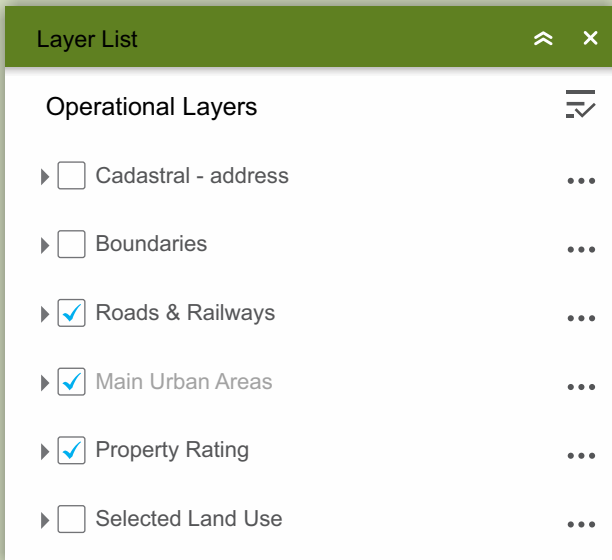 Layer List
Operational Layers
Cadastral - address
Boundaries
Roads & Railways
Main Urban Areas
Property Rating
Selected Land Use